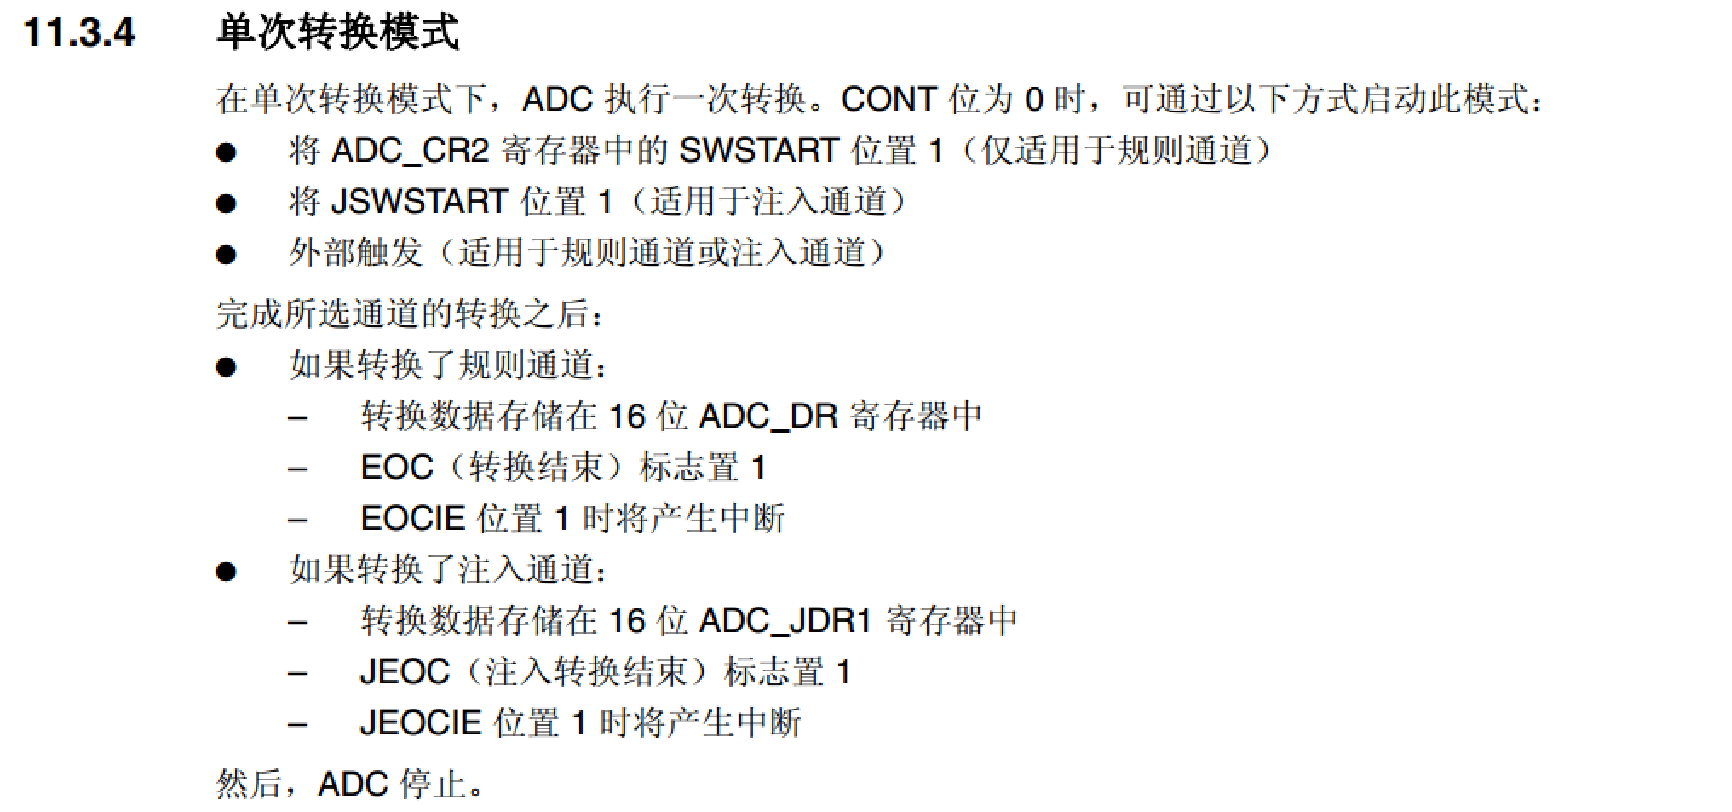 11.3.4 单次转换模式
在单次转换模式下，ADC 执行一次转换。CONT 位为 0 时，可通过以下方式启动此模式：
● 将 ADC_CR2 寄存器中的 SWSTART 位置 1（仅适用于规则通道）
● 将 JSWSTART 位置 1（适用于注入通道）
● 外部触发（适用于规则通道或注入通道）
完成所选通道的转换之后：
● 如果转换了规则通道：
– 转换数据存储在 16 位 ADC_DR 寄存器中
– EOC（转换结束）标志置 1
– EOCIE 位置 1 时将产生中断
● 如果转换了注入通道：
– 转换数据存储在 16 位 ADC_JDR1 寄存器中
– JEOC（注入转换结束）标志置 1
– JEOCIE 位置 1 时将产生中断
然后，ADC 停止。